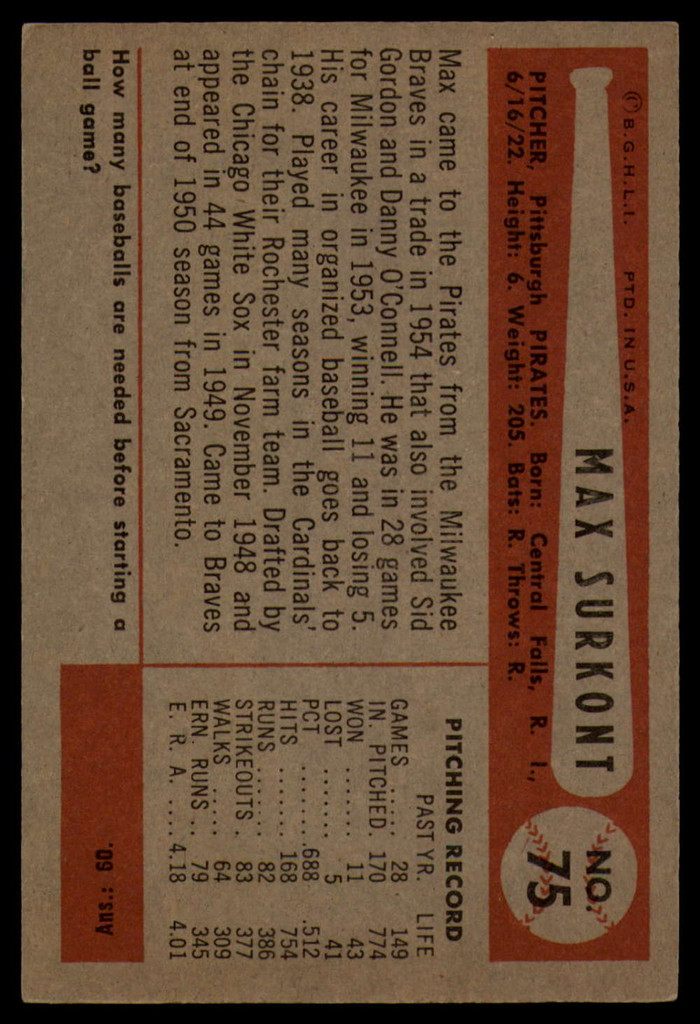 © B.G.H.L.I. PTD. IN U.S.A.
MAX SURKONT
NO.
75
PITCHER, Pittsburgh PIRATES. Born: Central Falls, R. I.,
6/16/22. Height: 6. Weight: 205. Bats: R. Throws: R.
Max came to the Pirates from the Milwaukee
Braves in a trade in 1954 that also involved Sid
Gordon and Danny O'Connell. He was in 28 games
for Milwaukee in 1953, winning 11 and losing 5.
His career in organized baseball goes back to
1938. Played many seasons in the Cardinals'
chain for their Rochester farm team. Drafted by
the Chicago White Sox in November 1948 and
appeared in 44 games in 1949. Came to Braves
at end of 1950 season from Sacramento.
PITCHING RECORD
PAST YR. LIFE
GAMES ..... 28 149
IN. PITCHED. 170 774
WON ....... 11 43
LOST ....... 5 41
PCT ........ .688 .512
HITS ....... 168 754
RUNS ...... 82 386
STRIKEOUTS . 83 377
WALKS ..... 64 309
ERN. RUNS .. 79 345
E. R. A. .... 4.18 4.01
How many baseballs are needed before starting a
ball game?
Ans.: 60.